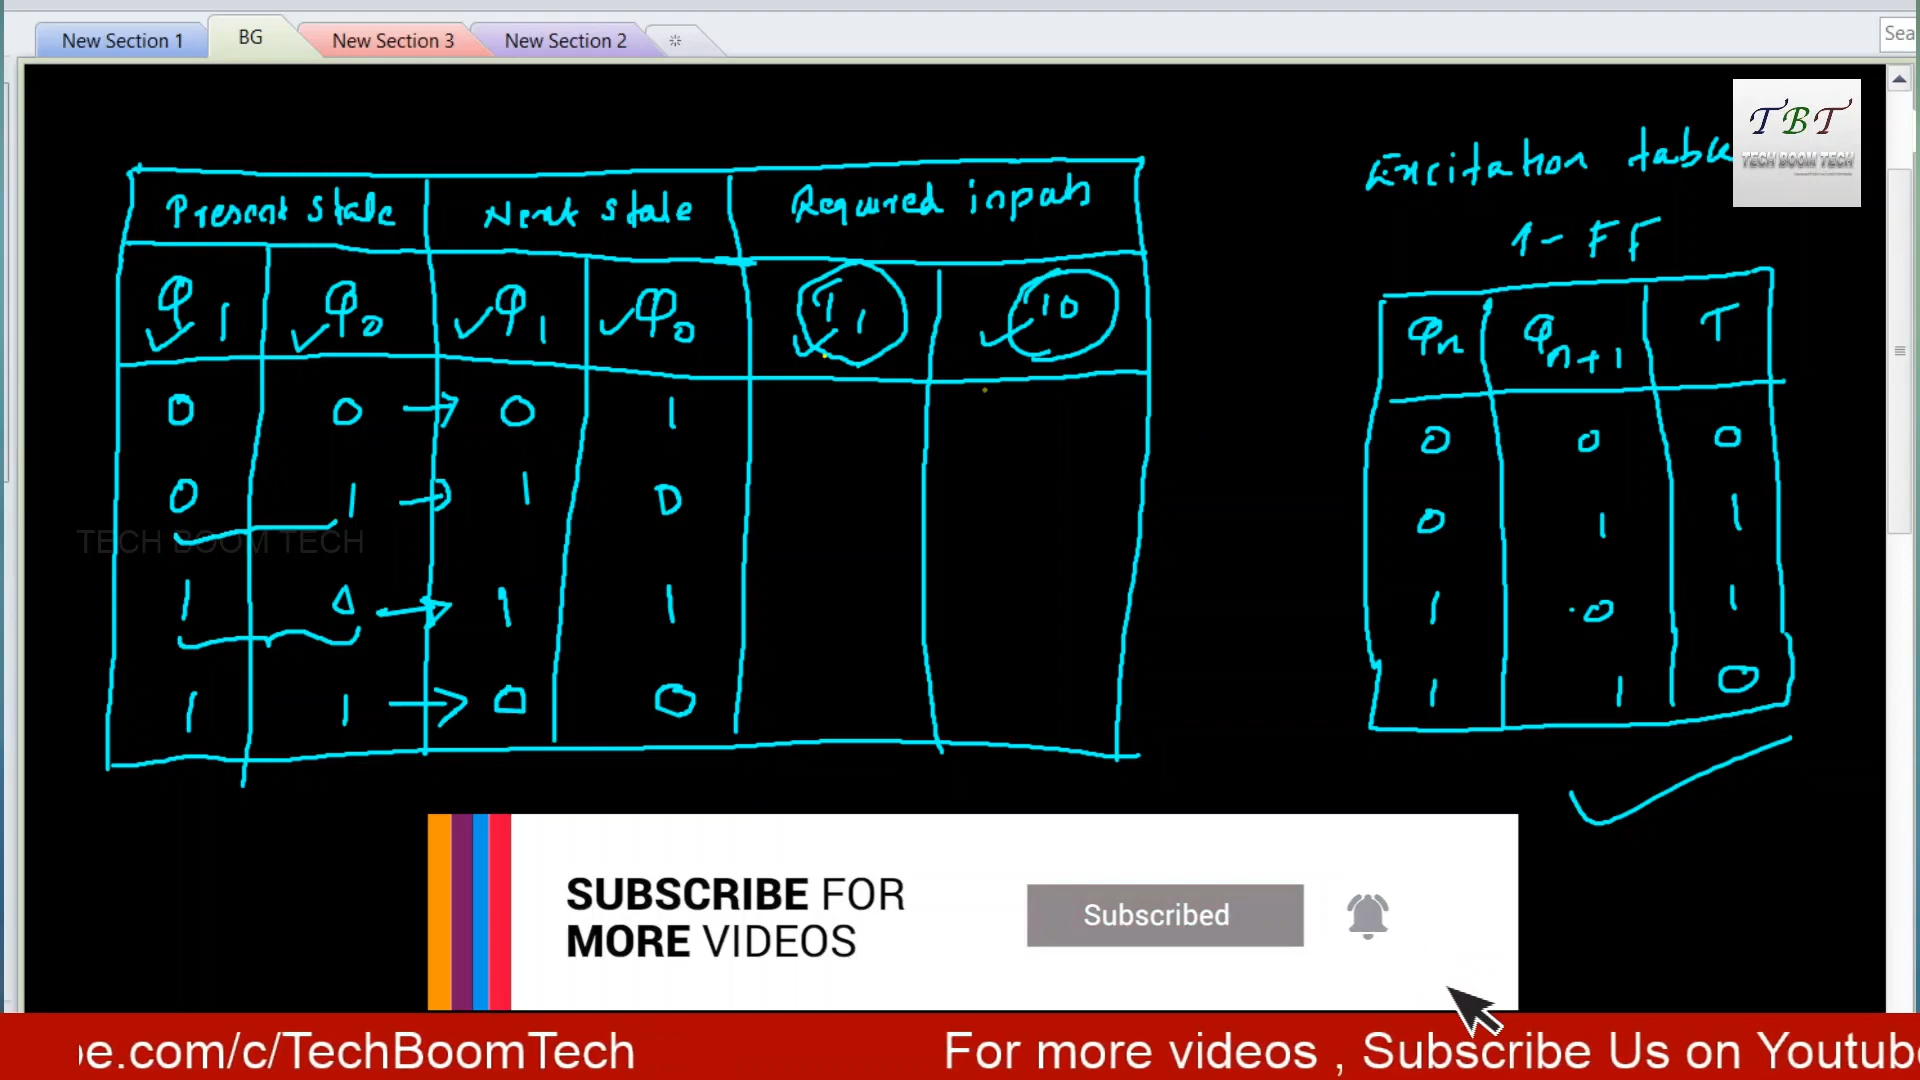 New Section 1 BG New Section 3 New Section 2
Sea
TBT
TECH BOOM TECH
Excitation table
T-FF
Present State Next State Required inputs
Q1 Q0 Q1 Q0 T1 T0
0 0 → 0 1
0 1 → 1 0
1 0 → 1 1
1 1 → 0 0
Qn Qn+1 T
0 0 0
0 1 1
1 0 1
1 1 0
TECH BOOM TECH
SUBSCRIBE FOR
MORE VIDEOS
Subscribed
be.com/c/TechBoomTech For more videos , Subscribe Us on Youtub